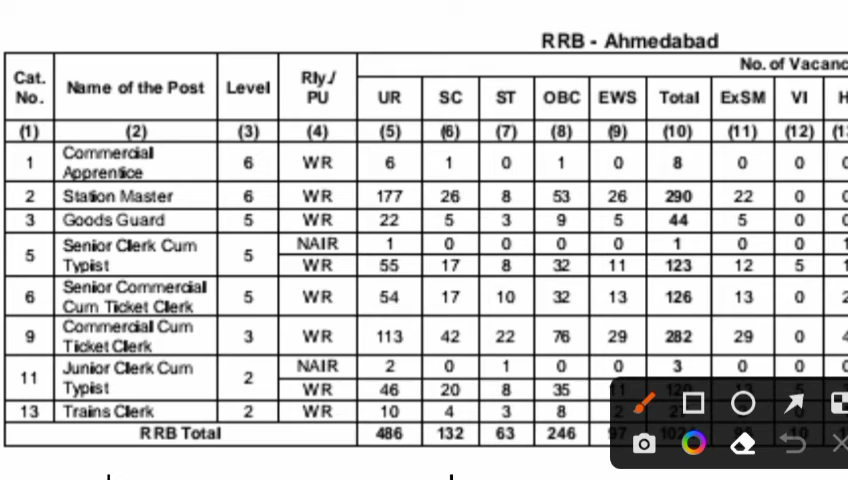 RRB - Ahmedabad
Cat. No. Name of the Post Level Rly./ PU No. of Vacanc
UR SC ST OBC EWS Total ExSM VI H
(1) (2) (3) (4) (5) (6) (7) (8) (9) (10) (11) (12)
1 Commercial Apprentice 6 WR 6 1 0 1 0 8 0 0
2 Station Master 6 WR 177 26 8 53 26 290 22 0
3 Goods Guard 5 WR 22 5 3 9 5 44 5 0
5 Senior Clerk Cum Typist 5 NAIR 1 0 0 0 0 1 0 0
WR 55 17 8 32 11 123 12 5
6 Senior Commercial Cum Ticket Clerk 5 WR 54 17 10 32 13 126 13 0
9 Commercial Cum Ticket Clerk 3 WR 113 42 22 76 29 282 29 0
11 Junior Clerk Cum Typist 2 NAIR 2 0 1 0 0 3 0 0
WR 46 20 8 35
13 Trains Clerk 2 WR 10 4 3 8
RRB Total 486 132 63 246